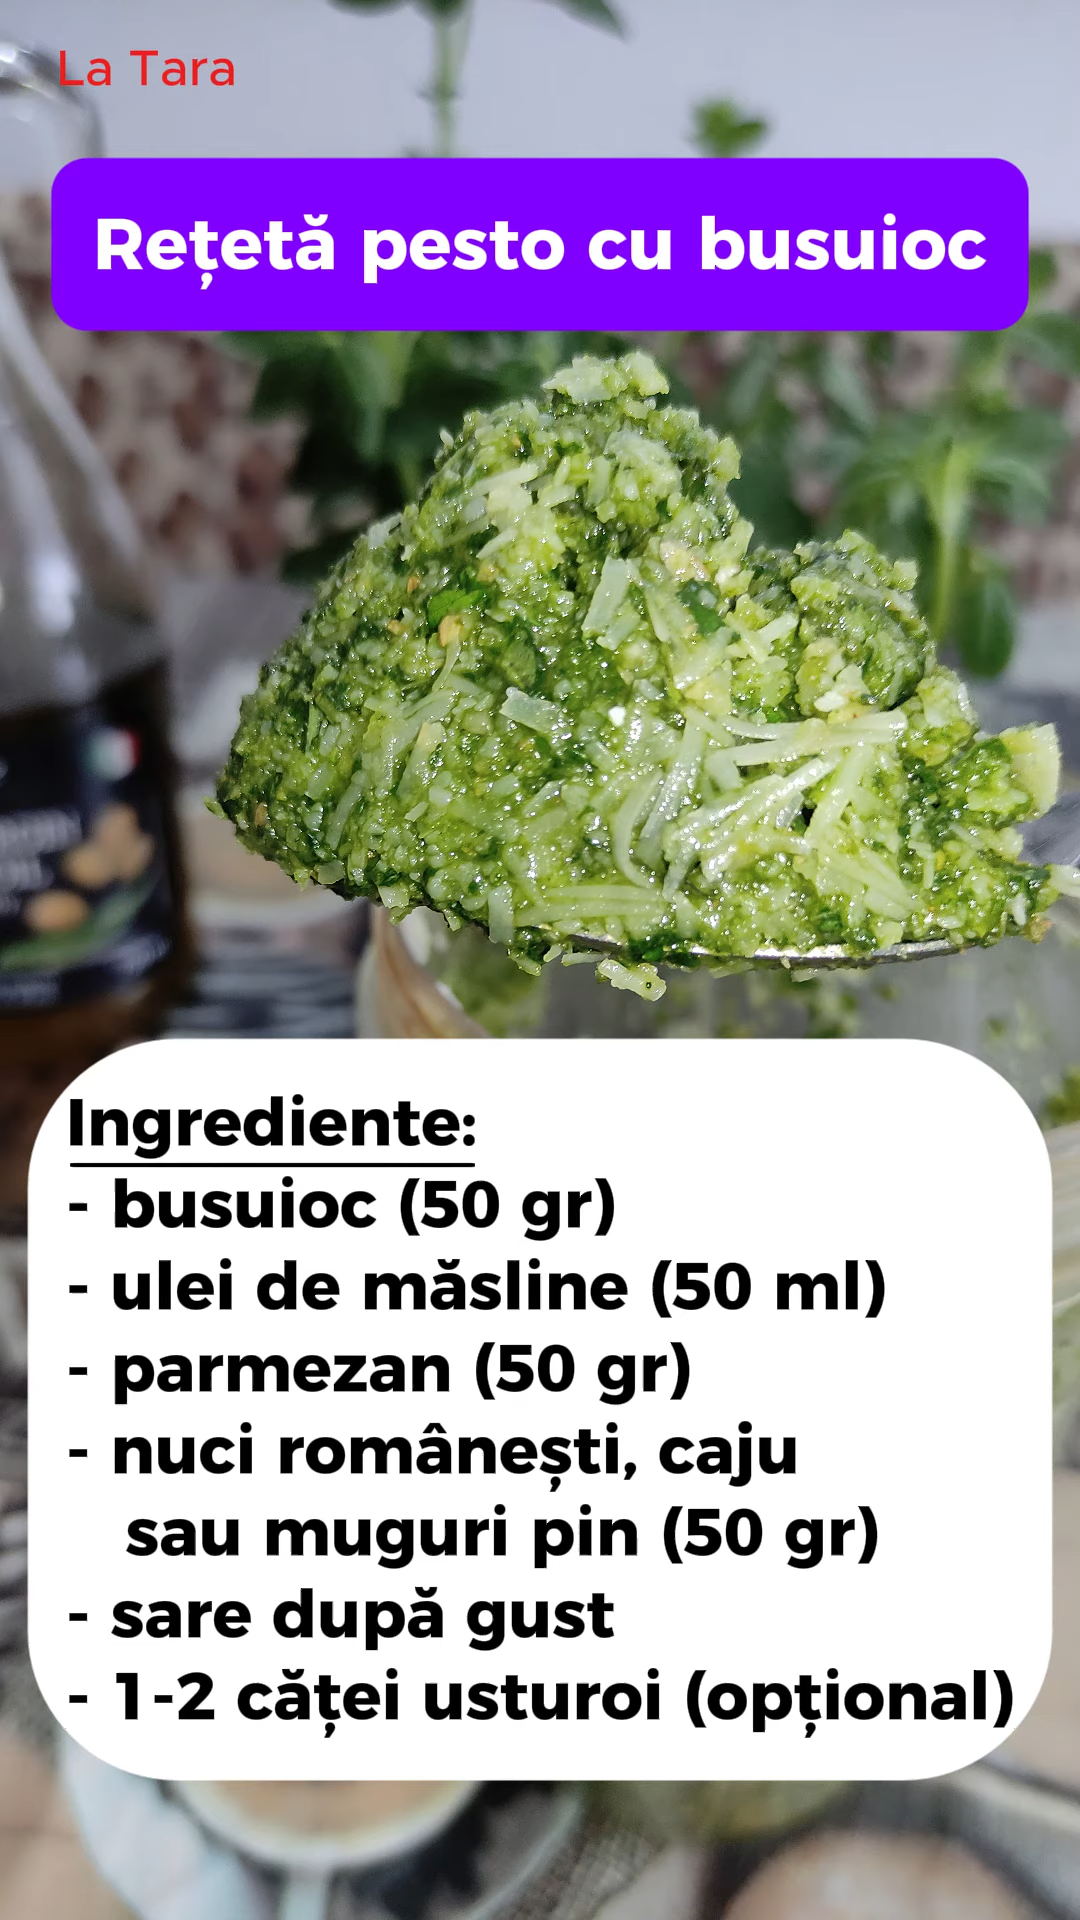 La Tara
Rețetă pesto cu busuioc
Ingrediente:
- busuioc (50 gr)
- ulei de măsline (50 ml)
- parmezan (50 gr)
- nuci românești, caju
sau muguri pin (50 gr)
- sare după gust
- 1-2 căței usturoi (opțional)